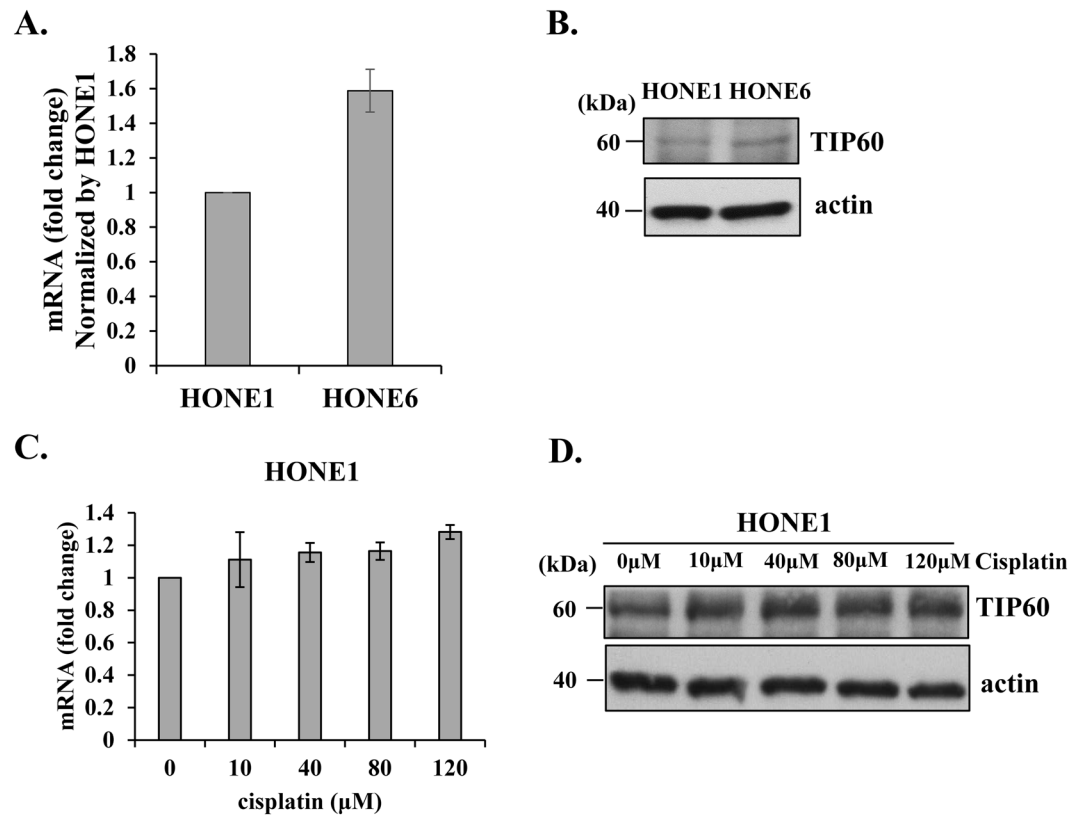 A.
mRNA (fold change)
Normalized by HONE1
1.8
1.6
1.4
1.2
1
0.8
0.6
0.4
0.2
0
HONE1 HONE6
B.
HONE1 HONE6
(kDa)
60
TIP60
40
actin
C.
HONE1
mRNA (fold change)
1.4
1.2
1
0.8
0.6
0.4
0.2
0
0 10 40 80 120
cisplatin (μM)
D.
HONE1
(kDa) 0μM 10μM 40μM 80μM 120μM Cisplatin
60
TIP60
40
actin